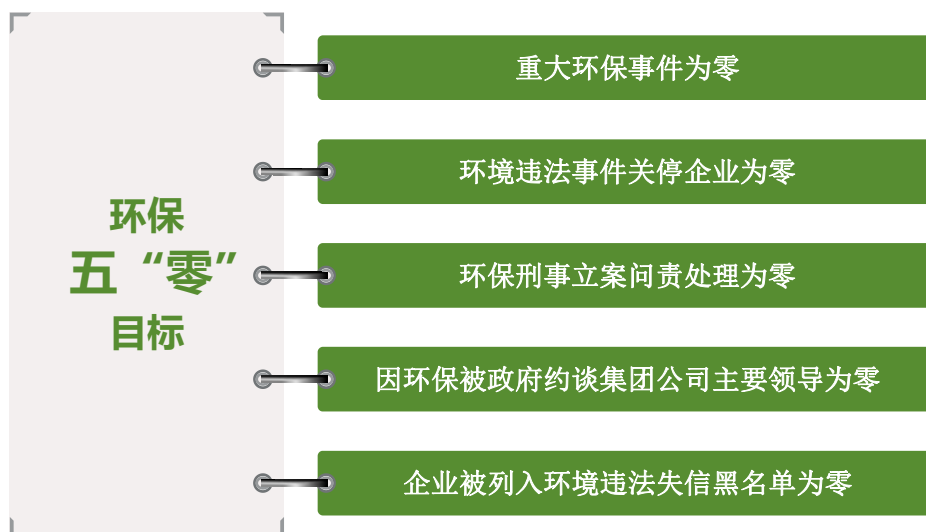 环保
五“零”
目标
重大环保事件为零
环境违法事件关停企业为零
环保刑事立案问责处理为零
因环保被政府约谈集团公司主要领导为零
企业被列入环境违法失信黑名单为零